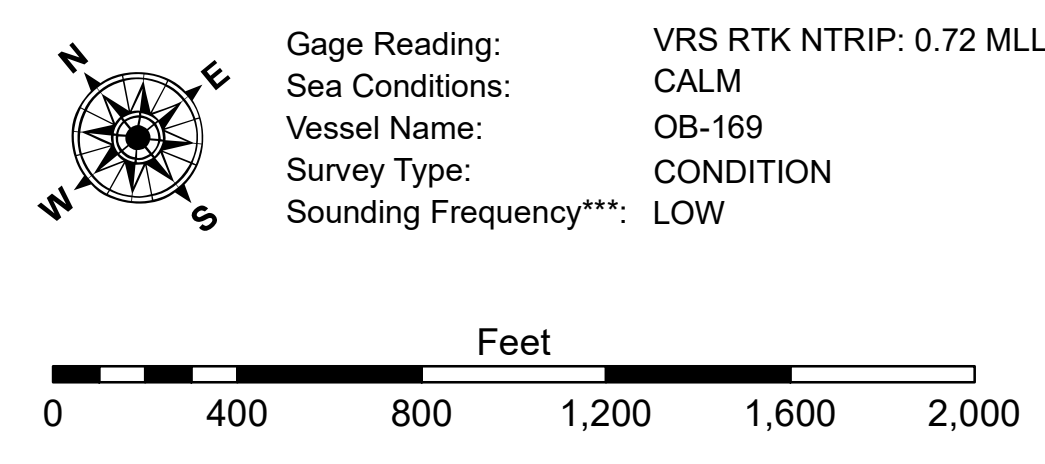 N
E
W
S
Gage Reading: VRS RTK NTRIP: 0.72 MLL
Sea Conditions: CALM
Vessel Name: OB-169
Survey Type: CONDITION
Sounding Frequency***: LOW
Feet
0 400 800 1,200 1,600 2,000